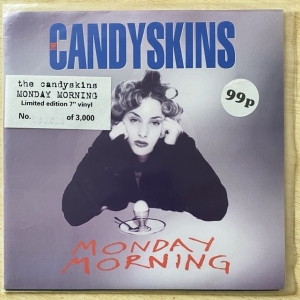 THE
CANDYSKINS
the candyskins
MONDAY MORNING
Limited edition 7" vinyl
No. of 3,000
99p
MONDAY
MORNING